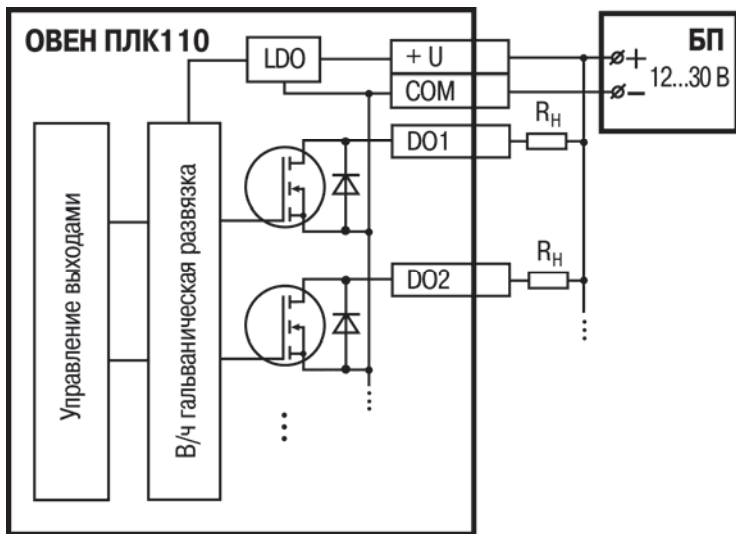 ОВЕН ПЛК110
LDO
+ U
COM
БП
+
12...30 В
−
DO1
RН
DO2
RН
Управление выходами
В/ч гальваническая развязка